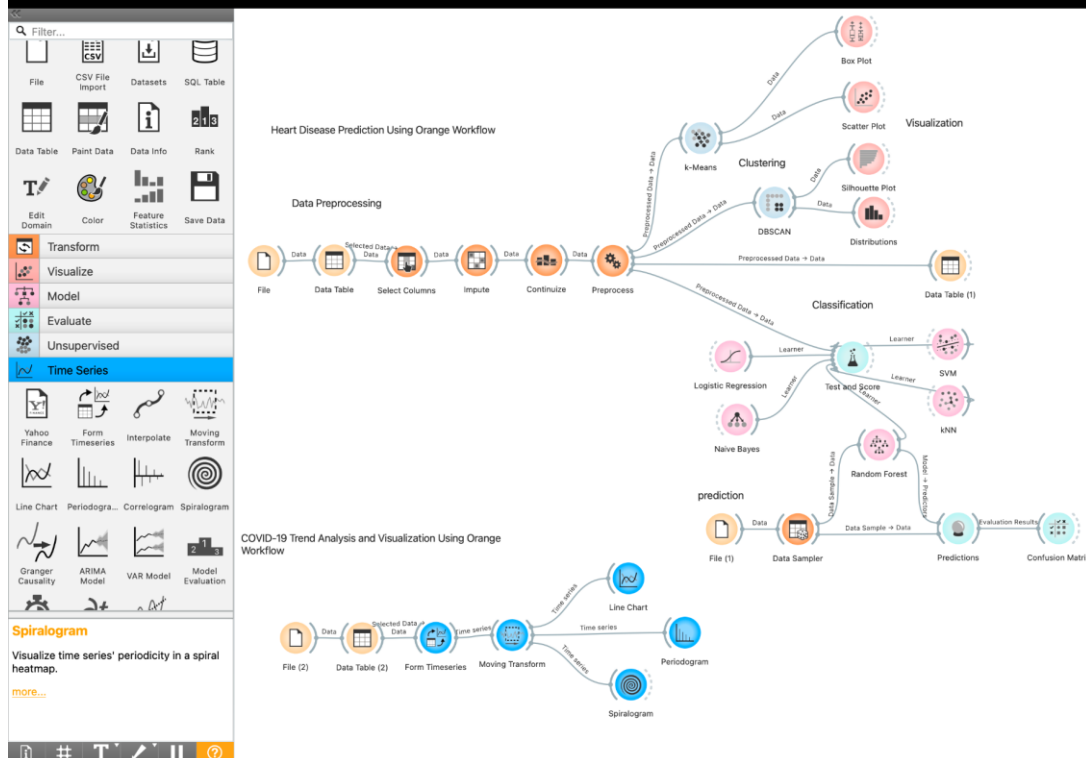 Filter...
File
CSV File
Import
Datasets
SQL Table
Data Table
Paint Data
Data Info
Rank
Edit
Domain
Color
Feature
Statistics
Save Data
Transform
Visualize
Model
Evaluate
Unsupervised
Time Series
Yahoo
Finance
Form
Timeseries
Interpolate
Moving
Transform
Line Chart
Periodogra...
Correlogram
Spiralogram
Granger
Causality
ARIMA
Model
VAR Model
Model
Evaluation
Spiralogram
Visualize time series' periodicity in a spiral
heatmap.
more...
Heart Disease Prediction Using Orange Workflow
Data Preprocessing
File
Data
Data Table
Selected Data →
Data
Select Columns
Data
Impute
Data
Continuize
Data
Preprocess
Preprocessed Data → Data
k-Means
Data
Box Plot
Data
Scatter Plot
Visualization
Clustering
Preprocessed Data → Data
DBSCAN
Data
Silhouette Plot
Data
Distributions
Preprocessed Data → Data
Data Table (1)
Classification
Preprocessed Data → Data
Logistic Regression
Learner
Naive Bayes
Learner
Test and Score
Learner
SVM
Learner
kNN
Learner
Random Forest
prediction
File (1)
Data
Data Sampler
Data Sample → Data
Data Sample → Data
Model → Predictors
Predictions
Evaluation Results
Confusion Matri
COVID-19 Trend Analysis and Visualization Using Orange
Workflow
File (2)
Data
Data Table (2)
Selected Data →
Data
Form Timeseries
Time series
Moving Transform
Time series
Line Chart
Time series
Periodogram
Time series
Spiralogram